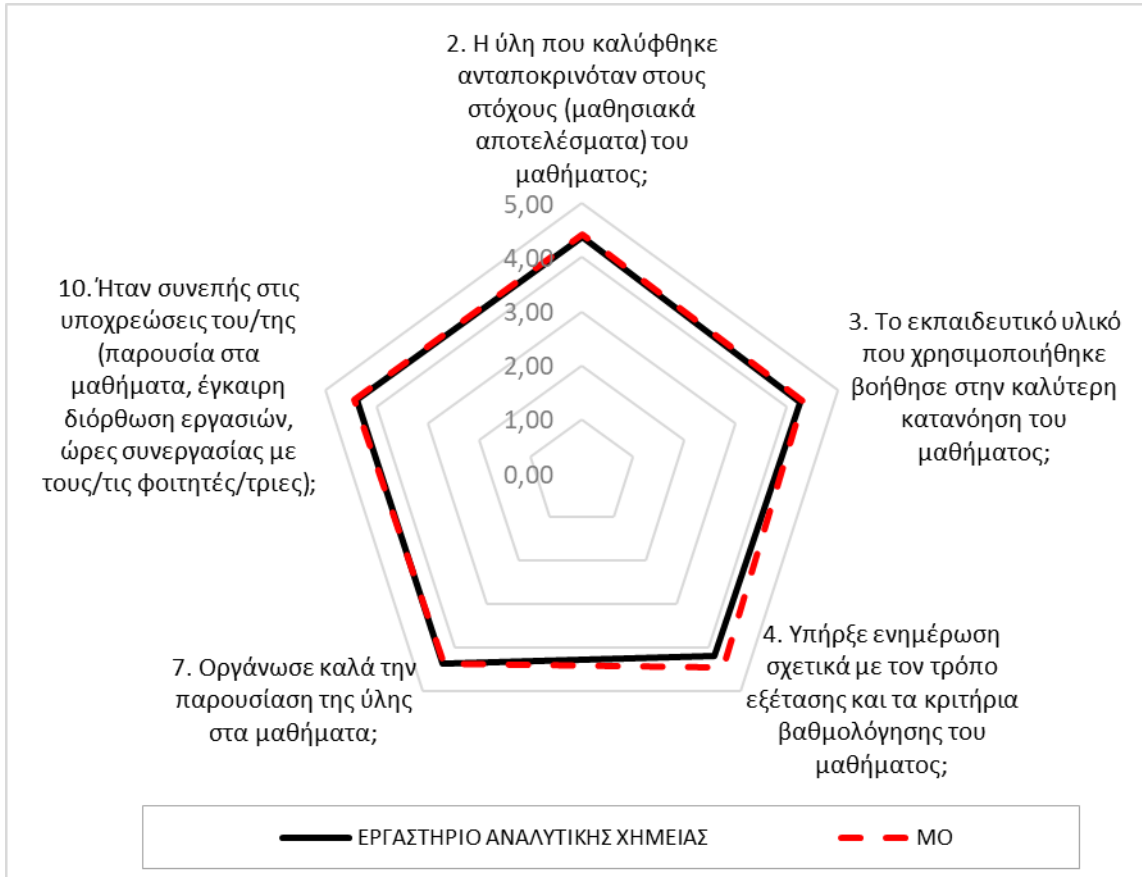 2. Η ύλη που καλύφθηκε
ανταποκρινόταν στους
στόχους (μαθησιακά
αποτελέσματα) του
μαθήματος;
5,00
4,00
3,00
2,00
1,00
0,00
3. Το εκπαιδευτικό υλικό
που χρησιμοποιήθηκε
βοήθησε στην καλύτερη
κατανόηση του
μαθήματος;
4. Υπήρξε ενημέρωση
σχετικά με τον τρόπο
εξέτασης και τα κριτήρια
βαθμολόγησης του
μαθήματος;
7. Οργάνωσε καλά την
παρουσίαση της ύλης
στα μαθήματα;
10. Ήταν συνεπής στις
υποχρεώσεις του/της
(παρουσία στα
μαθήματα, έγκαιρη
διόρθωση εργασιών,
ώρες συνεργασίας με
τους/τις φοιτητές/τριες);
ΕΡΓΑΣΤΗΡΙΟ ΑΝΑΛΥΤΙΚΗΣ ΧΗΜΕΙΑΣ
ΜΟ